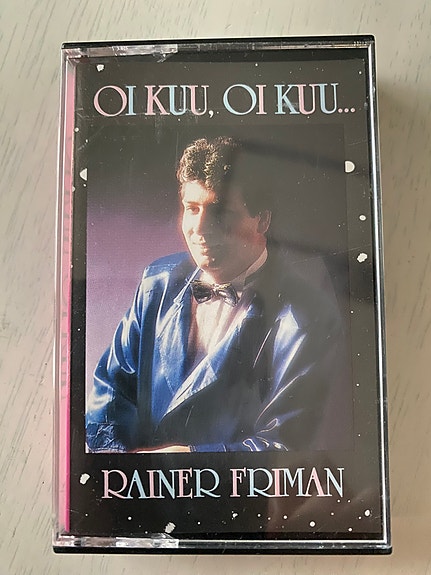 OI KUU, OI KUU...
RAINER FRIMAN